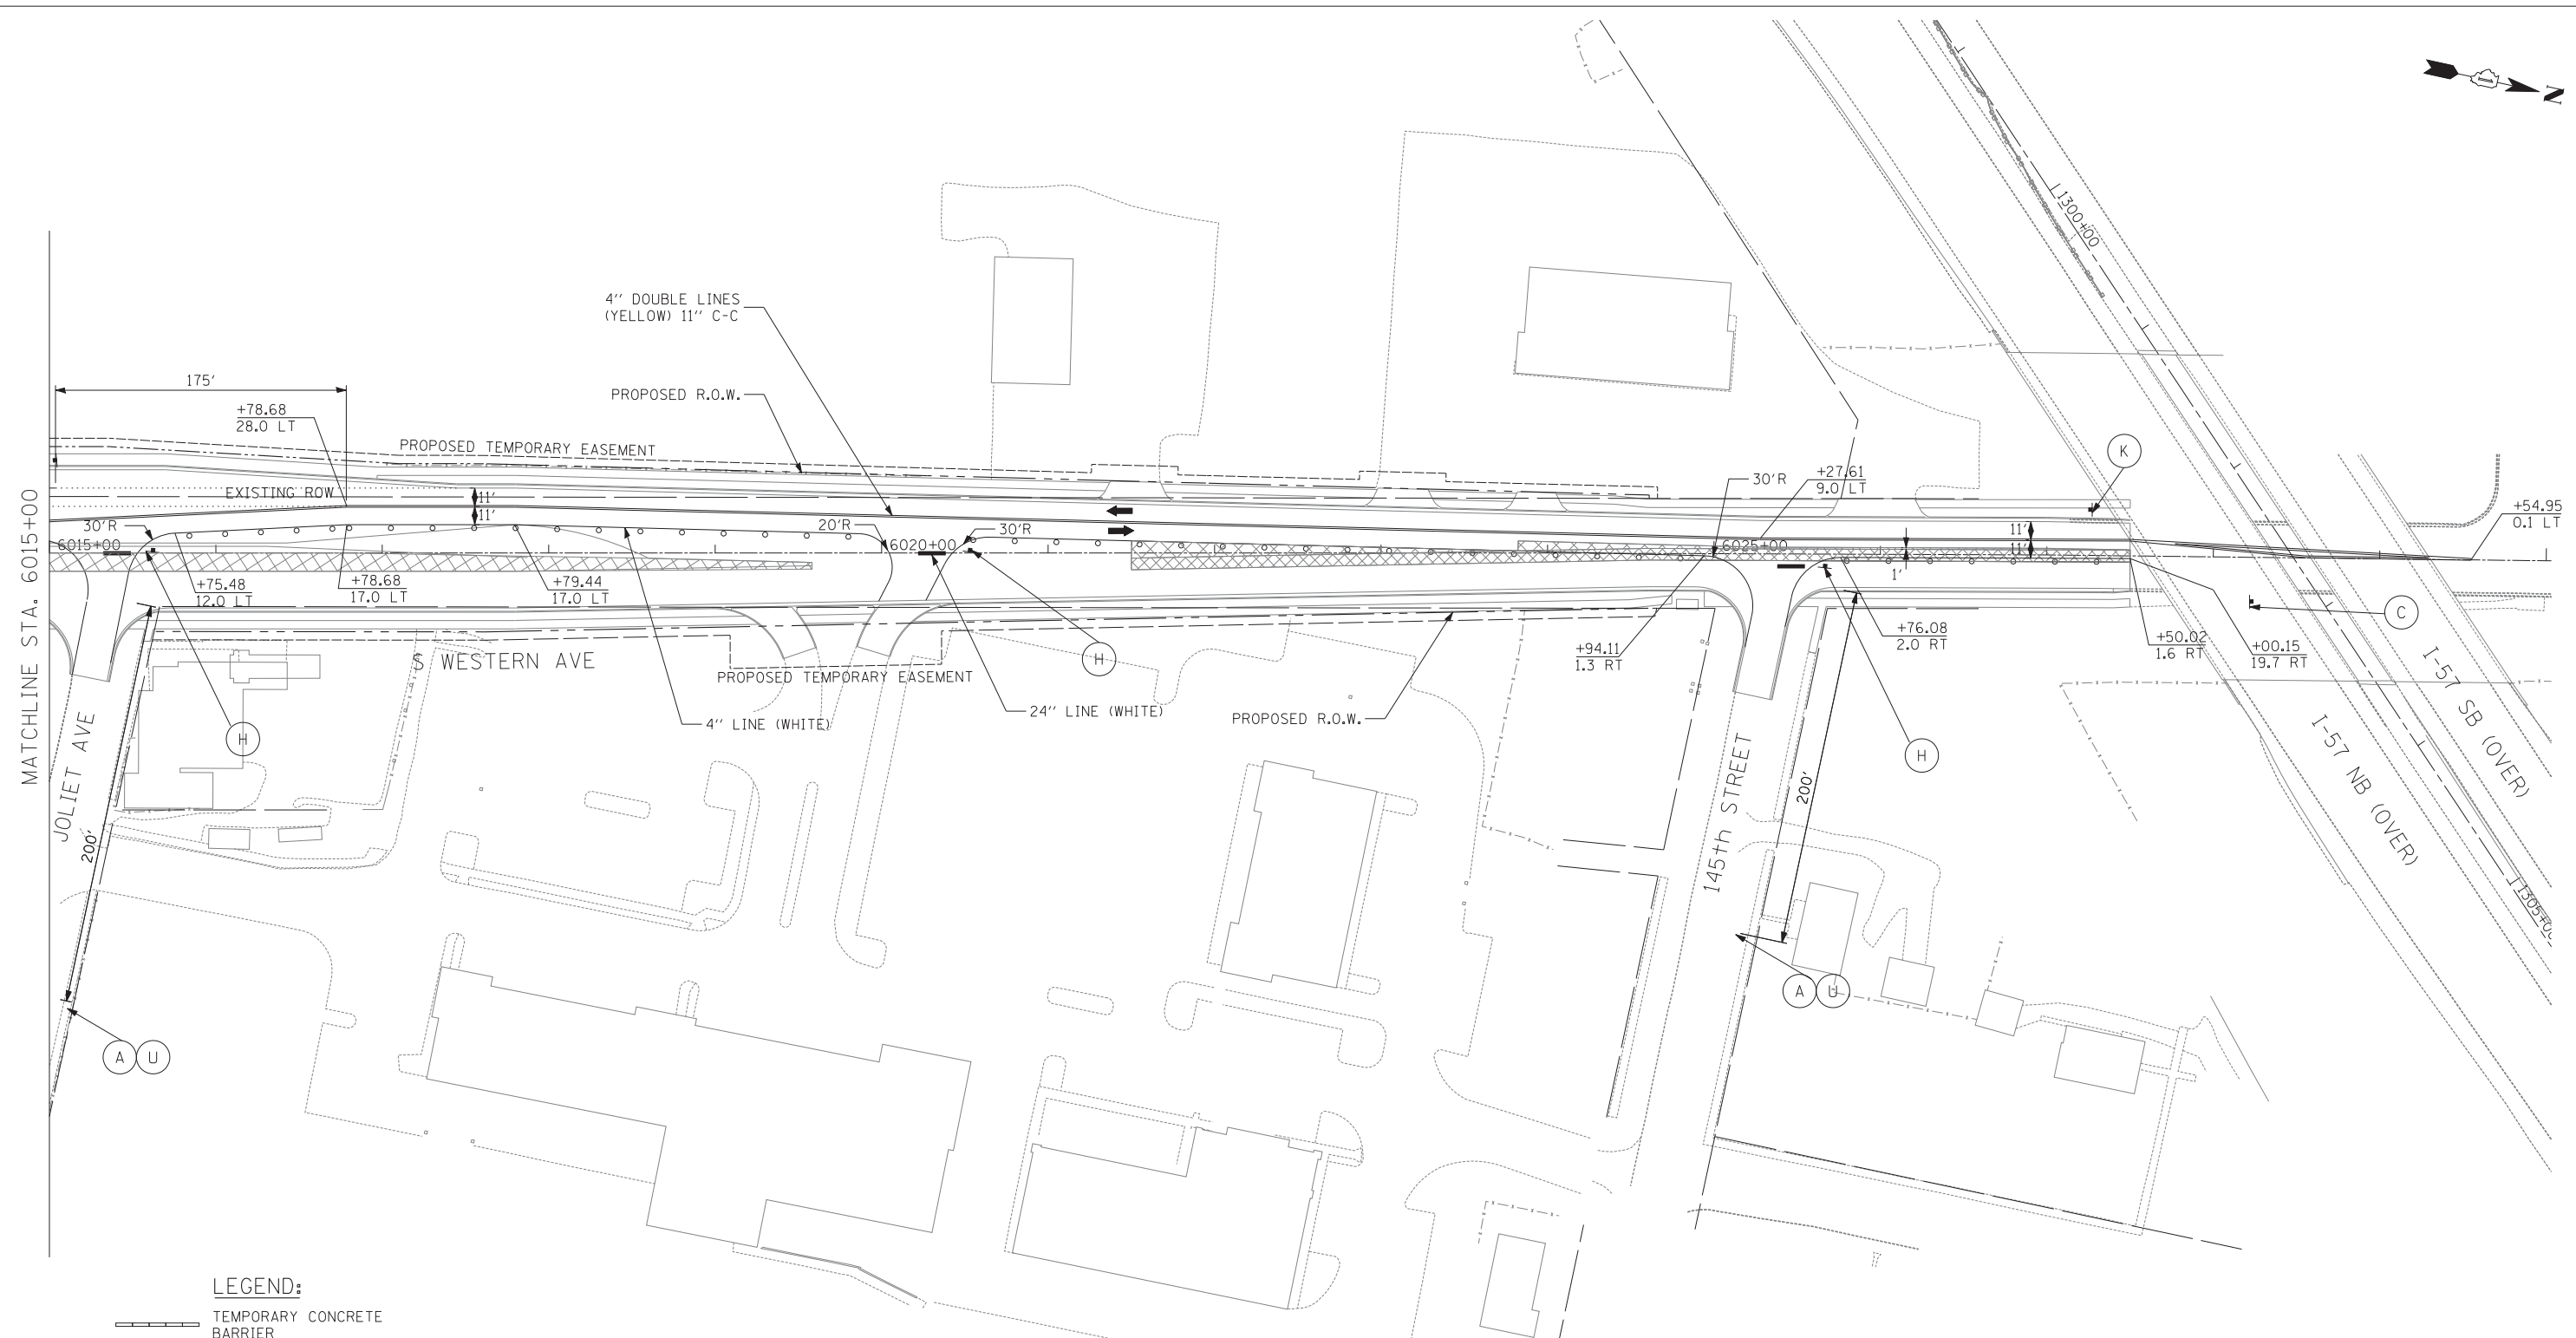 N
1300+00
4'' DOUBLE LINES
(YELLOW) 11'' C-C
175'
PROPOSED R.O.W.
+78.68
28.0 LT
PROPOSED TEMPORARY EASEMENT
K
30'R
+27.61
9.0 LT
EXISTING ROW
11'
11'
+54.95
0.1 LT
30'R
20'R
30'R
11'
11'
6015+00
6020+00
6025+00
1'
+75.48
12.0 LT
+78.68
17.0 LT
+79.44
17.0 LT
C
+76.08
2.0 RT
+50.02
1.6 RT
+00.15
19.7 RT
+94.11
1.3 RT
S WESTERN AVE
H
PROPOSED TEMPORARY EASEMENT
MATCHLINE STA. 6015+00
24'' LINE (WHITE)
PROPOSED R.O.W.
4'' LINE (WHITE)
H
H
I-57 SB (OVER)
I-57 NB (OVER)
JOLIET AVE
200'
145th STREET
200'
1305+00
A
U
A
U
LEGEND:
TEMPORARY CONCRETE
BARRIER